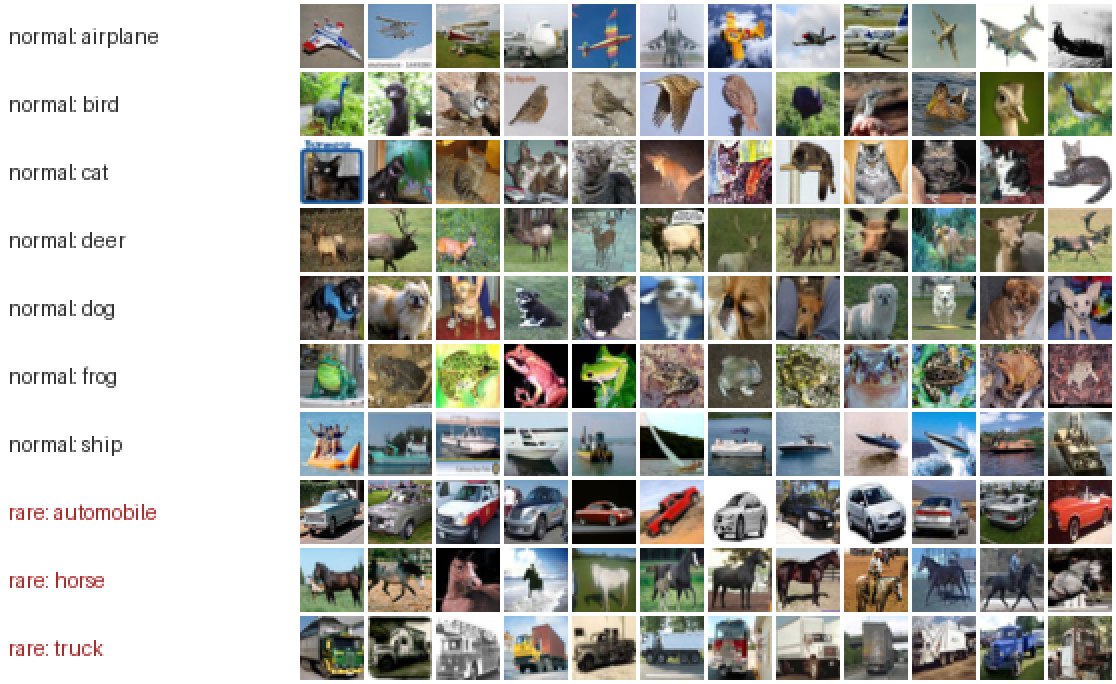 normal: airplane
normal: bird
normal: cat
normal: deer
normal: dog
normal: frog
normal: ship
rare: automobile
rare: horse
rare: truck